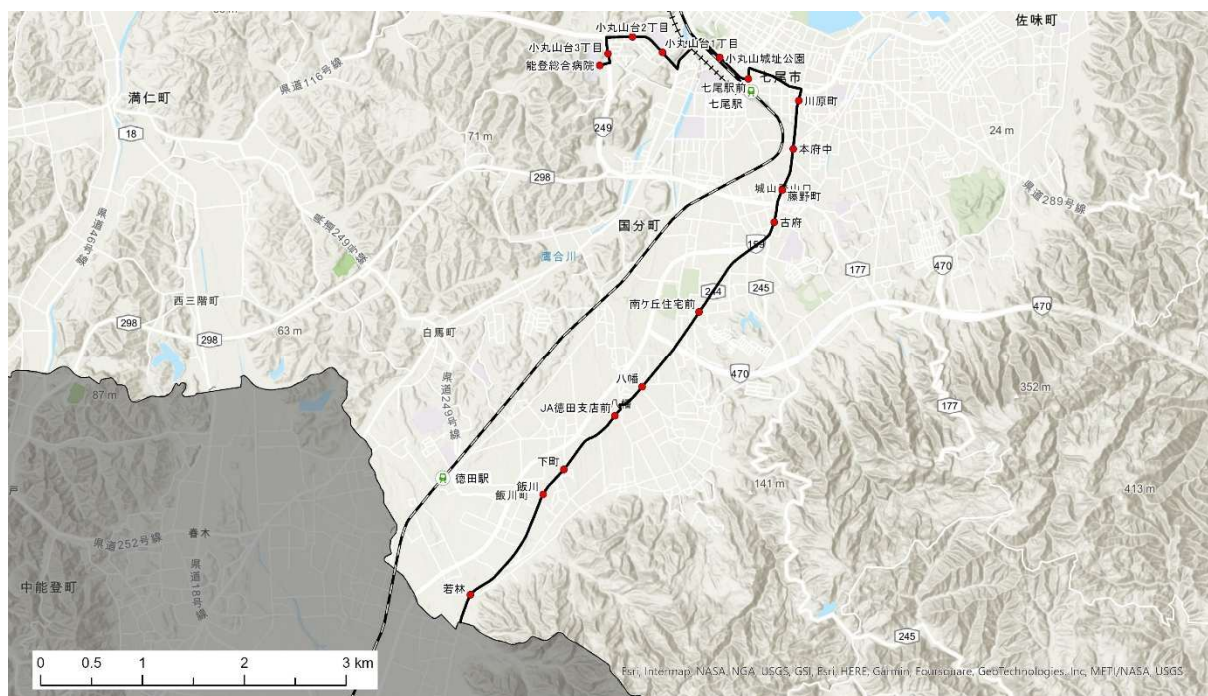 佐味町
小丸山台2丁目
小丸山台1丁目
小丸山台3丁目
小丸山城址公園
能登総合病院
七尾市
七尾駅前
七尾駅
川原町
県道116号線
満仁町
18
249
71 m
24 m
本府中
298
藤野町
県道289号線
古府
国分町
鷹合川
159
177
470
県道46号線
244
245
西三階町
南ケ丘住宅前
470
298
298
63 m
白馬町
470
352 m
八幡
87 m
177
県道249号線
JA徳田支店前
下町
徳田駅
141 m
飯川
飯川町
413 m
春木
県道252号線
県道18号線
中能登町
若林
245
0 0.5 1 2 3 km
Esri, Intermap, NASA, NGA, USGS, GSI, Esri, HERE, Garmin, Foursquare, GeoTechnologies, Inc, METI/NASA, USGS